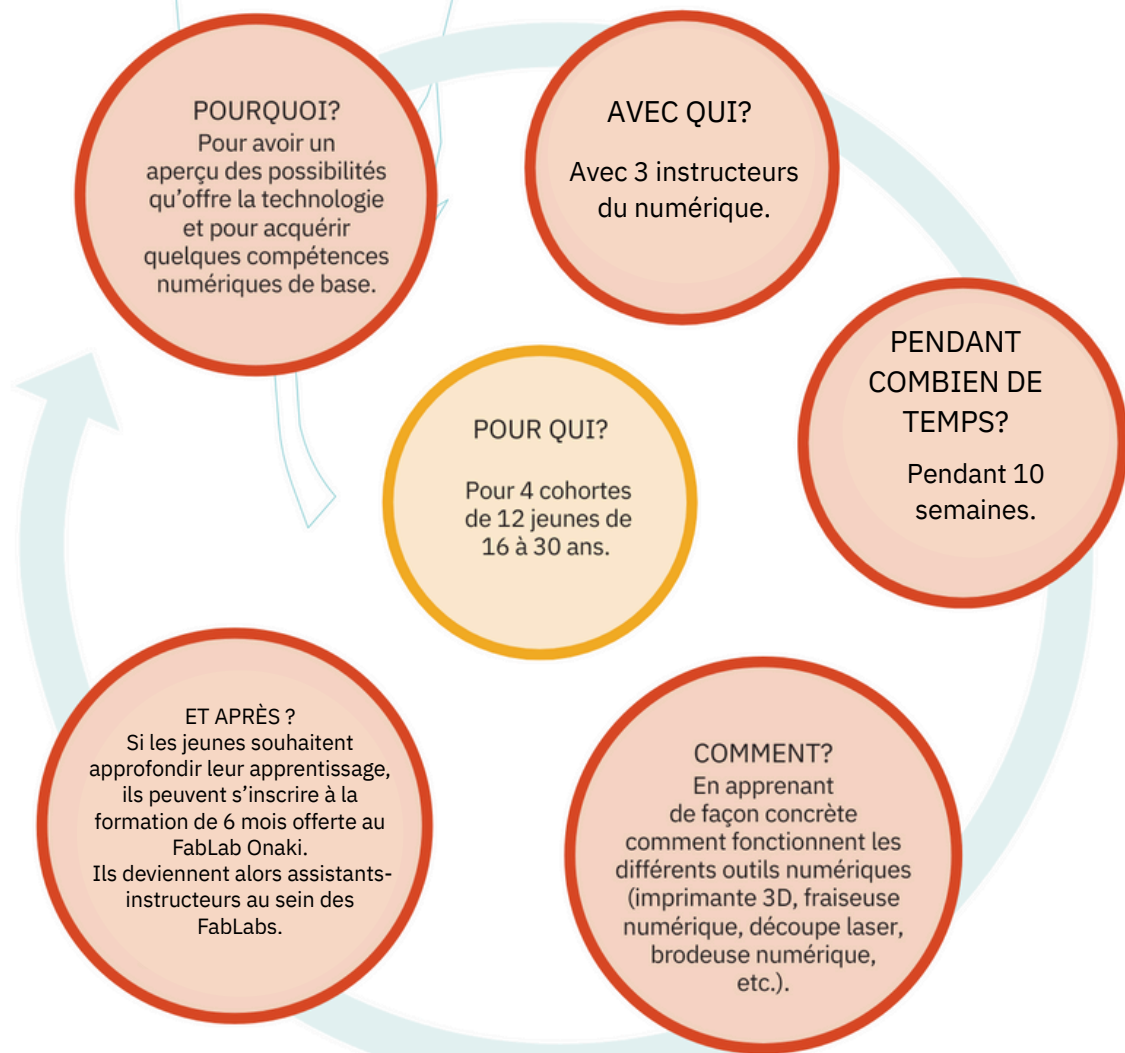 POURQUOI?
Pour avoir un
aperçu des possibilités
qu’offre la technologie
et pour acquérir
quelques compétences
numériques de base.
AVEC QUI?
Avec 3 instructeurs
du numérique.
PENDANT
COMBIEN DE
TEMPS?
Pendant 10
semaines.
POUR QUI?
Pour 4 cohortes
de 12 jeunes de
16 à 30 ans.
COMMENT?
En apprenant
de façon concrète
comment fonctionnent les
différents outils numériques
(imprimante 3D, fraiseuse
numérique, découpe laser,
brodeuse numérique,
etc.).
ET APRÈS ?
Si les jeunes souhaitent
approfondir leur apprentissage,
ils peuvent s’inscrire à la
formation de 6 mois offerte au
FabLab Onaki.
Ils deviennent alors assistants-
instructeurs au sein des
FabLabs.